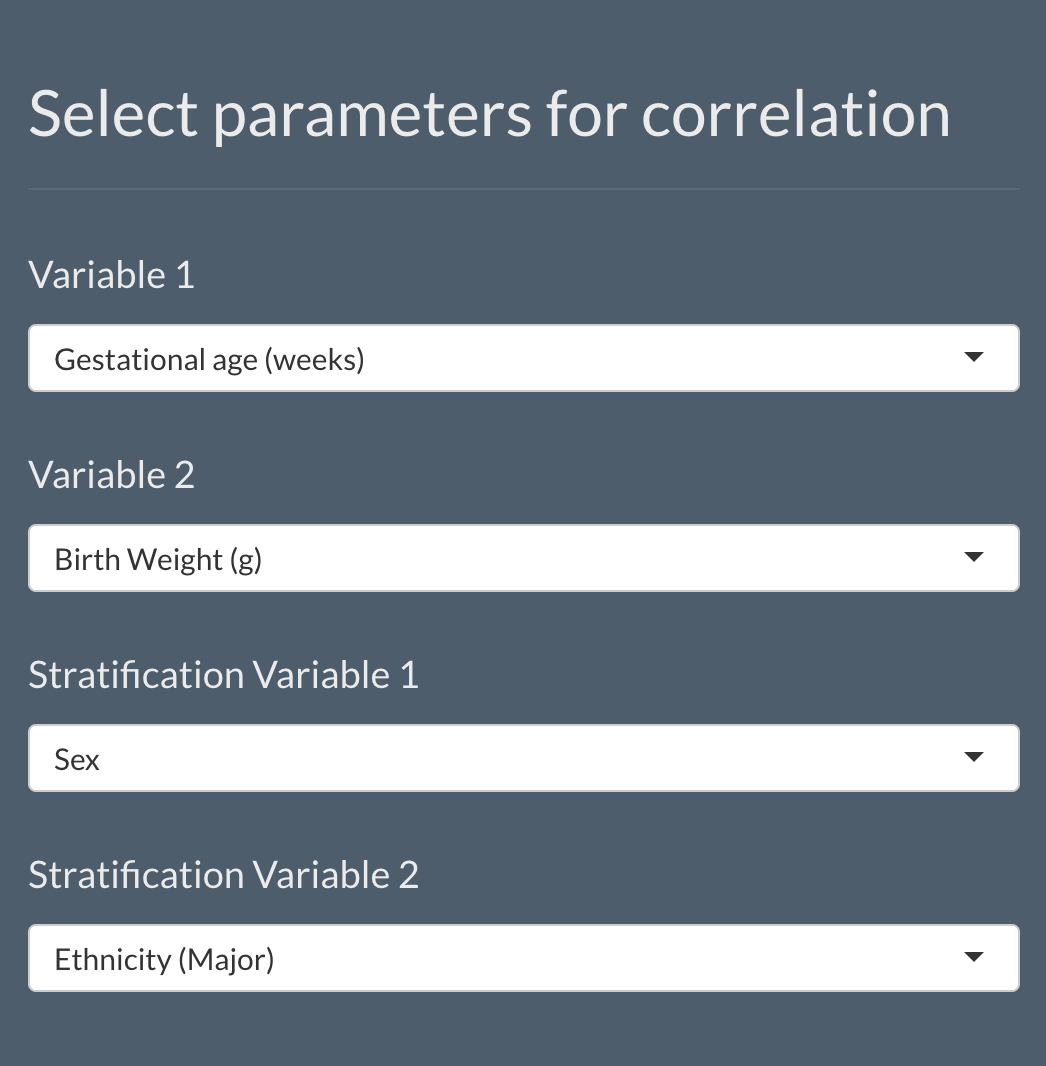 Select parameters for correlation
Variable 1
Gestational age (weeks)
Variable 2
Birth Weight (g)
Stratification Variable 1
Sex
Stratification Variable 2
Ethnicity (Major)